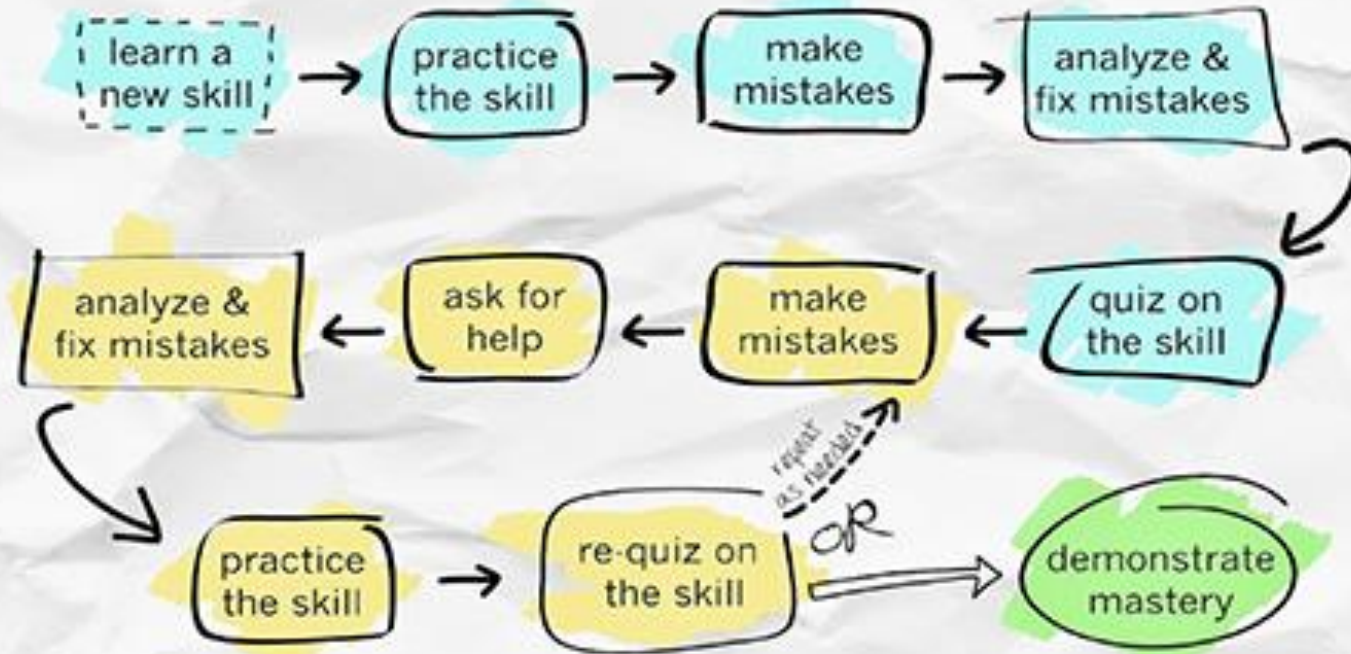 learn a
new skill
practice
the skill
make
mistakes
analyze &
fix mistakes
quiz on
the skill
make
mistakes
ask for
help
analyze &
fix mistakes
practice
the skill
re-quiz on
the skill
repeat
as needed
OR
demonstrate
mastery